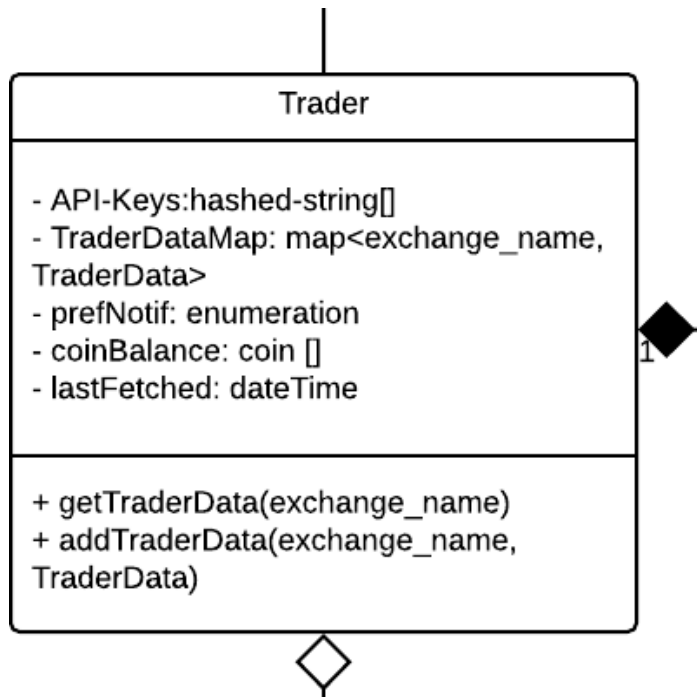 Trader
- API-Keys:hashed-string[]
- TraderDataMap: map<exchange_name,
TraderData>
- prefNotif: enumeration
- coinBalance: coin []
- lastFetched: dateTime
1
+ getTraderData(exchange_name)
+ addTraderData(exchange_name,
TraderData)